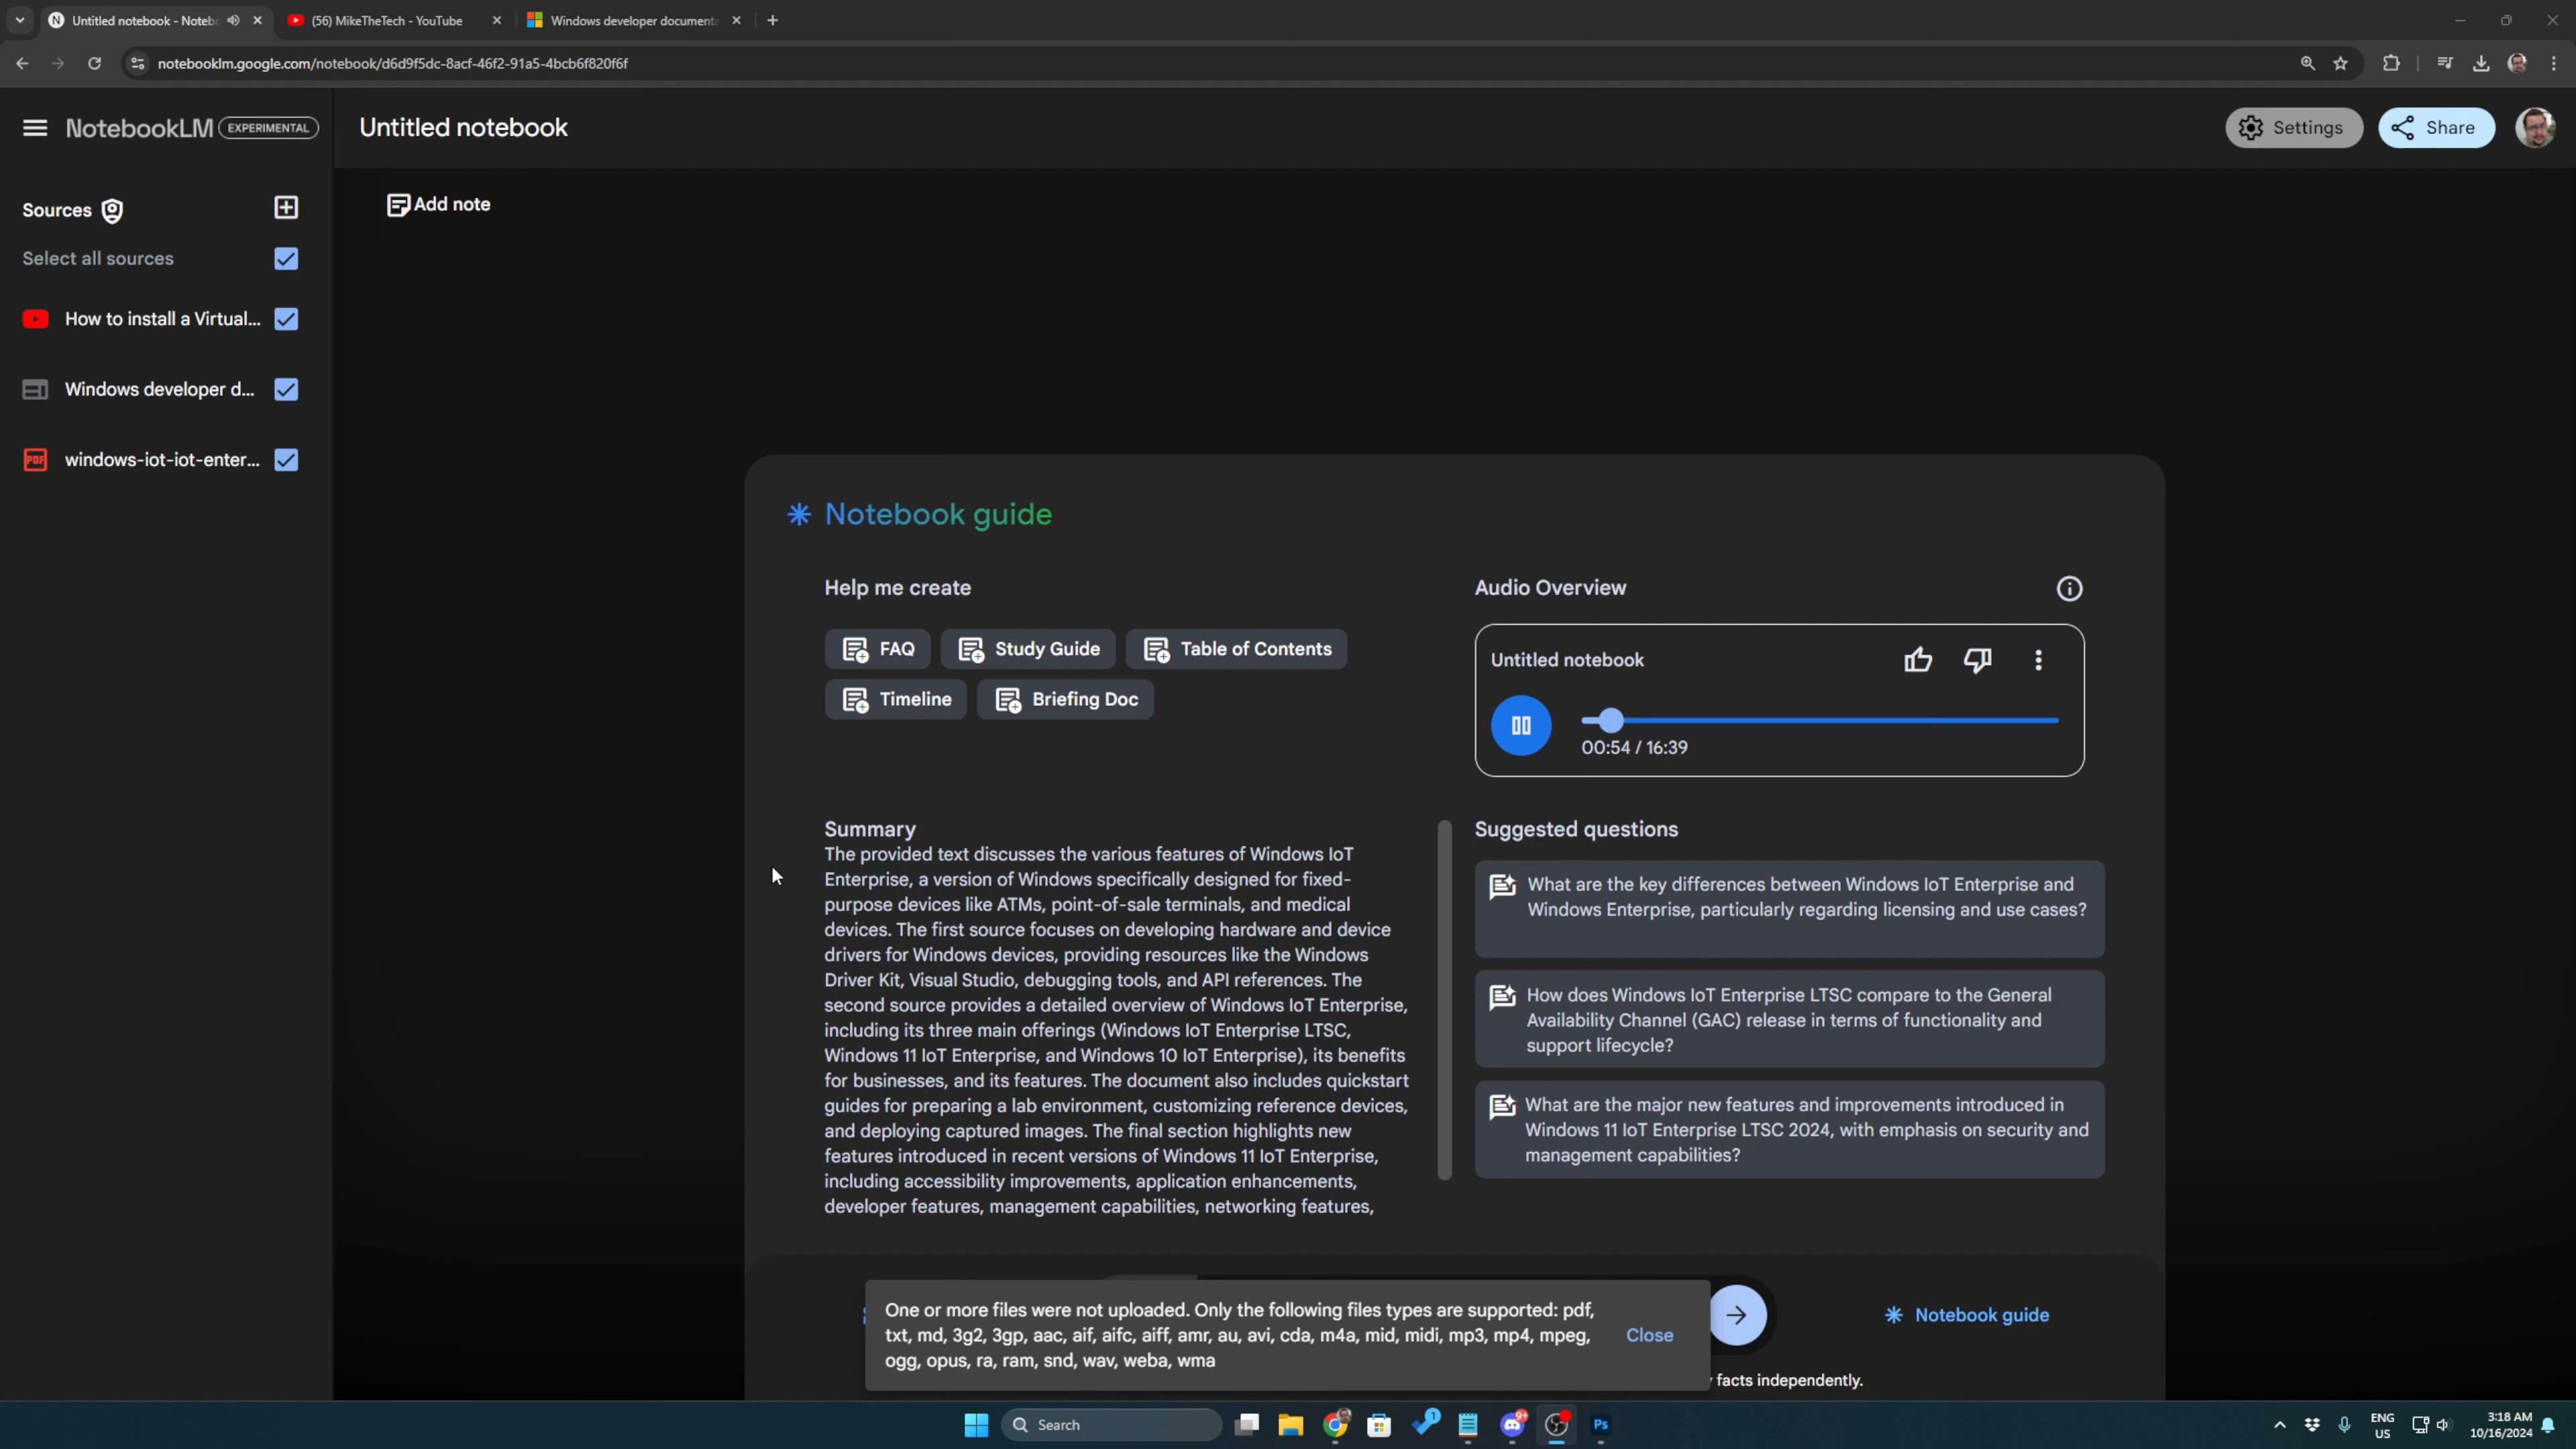 Untitled notebook - Notebo
(56) MikeTheTech - YouTube
Windows developer documenta
notebooklm.google.com/notebook/d6d9f5dc-8acf-46f2-91a5-4bcb6f820f6f
NotebookLM EXPERIMENTAL
Untitled notebook
Settings
Share
Sources
Select all sources
How to install a Virtual...
Windows developer d...
PDF windows-iot-iot-enter...
Add note
Notebook guide
Help me create
FAQ
Study Guide
Table of Contents
Timeline
Briefing Doc
Audio Overview
Untitled notebook
00:54 / 16:39
Summary
The provided text discusses the various features of Windows IoT
Enterprise, a version of Windows specifically designed for fixed-
purpose devices like ATMs, point-of-sale terminals, and medical
devices. The first source focuses on developing hardware and device
drivers for Windows devices, providing resources like the Windows
Driver Kit, Visual Studio, debugging tools, and API references. The
second source provides a detailed overview of Windows IoT Enterprise,
including its three main offerings (Windows IoT Enterprise LTSC,
Windows 11 IoT Enterprise, and Windows 10 IoT Enterprise), its benefits
for businesses, and its features. The document also includes quickstart
guides for preparing a lab environment, customizing reference devices,
and deploying captured images. The final section highlights new
features introduced in recent versions of Windows 11 IoT Enterprise,
including accessibility improvements, application enhancements,
developer features, management capabilities, networking features,
Suggested questions
What are the key differences between Windows IoT Enterprise and
Windows Enterprise, particularly regarding licensing and use cases?
How does Windows IoT Enterprise LTSC compare to the General
Availability Channel (GAC) release in terms of functionality and
support lifecycle?
What are the major new features and improvements introduced in
Windows 11 IoT Enterprise LTSC 2024, with emphasis on security and
management capabilities?
One or more files were not uploaded. Only the following files types are supported: pdf,
txt, md, 3g2, 3gp, aac, aif, aifc, aiff, amr, au, avi, cda, m4a, mid, midi, mp3, mp4, mpeg,
ogg, opus, ra, ram, snd, wav, weba, wma
Close
Notebook guide
facts independently.
Search
1
9+
Ps
ENG
US
3:18 AM
10/16/2024